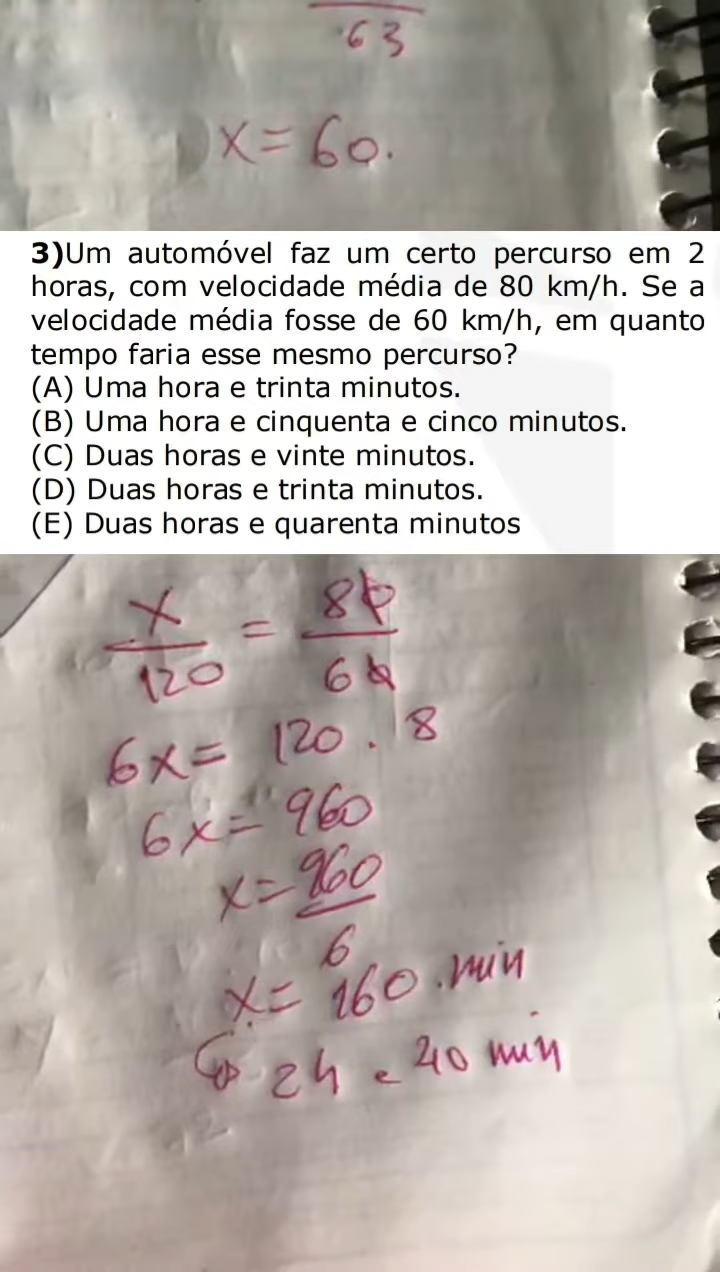 63
x = 60.
3)Um automóvel faz um certo percurso em 2
horas, com velocidade média de 80 km/h. Se a
velocidade média fosse de 60 km/h, em quanto
tempo faria esse mesmo percurso?
(A) Uma hora e trinta minutos.
(B) Uma hora e cinquenta e cinco minutos.
(C) Duas horas e vinte minutos.
(D) Duas horas e trinta minutos.
(E) Duas horas e quarenta minutos
x = 80
120 60
6x = 120 . 8
6x = 960
x = 960
6
x = 160 . min
↳ 2h e 40 min